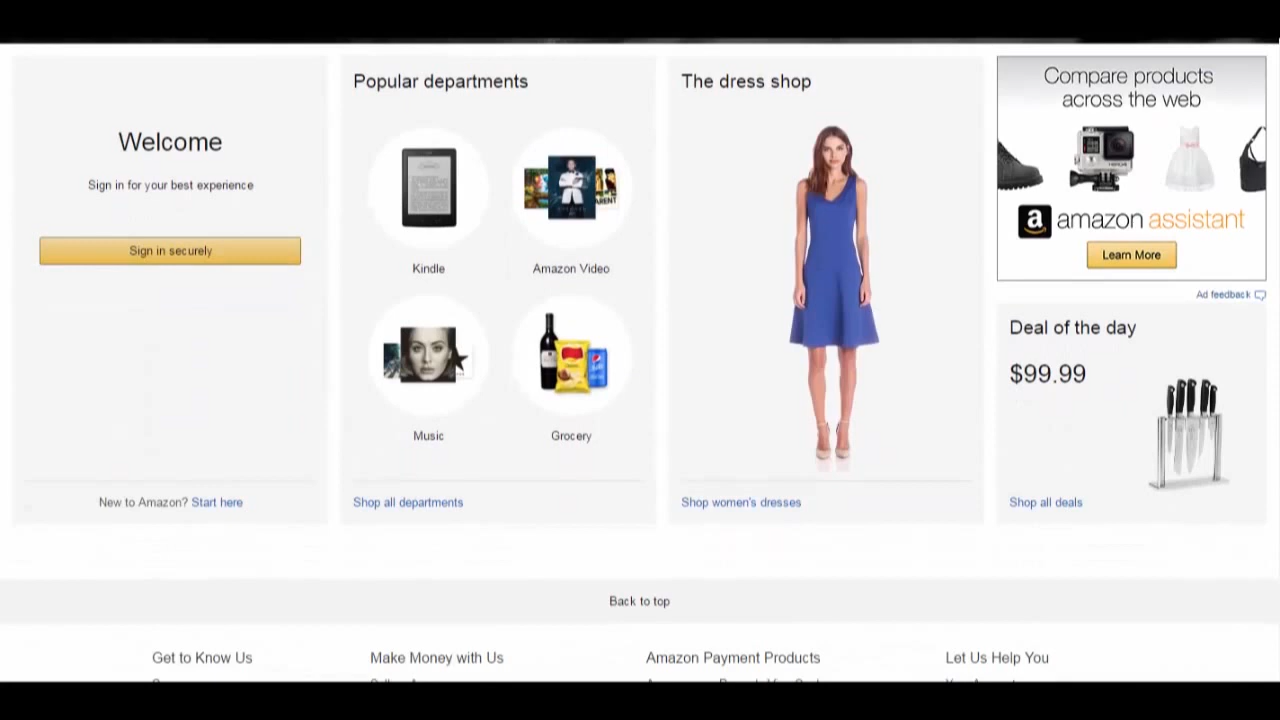 Welcome
Sign in for your best experience
Sign in securely
New to Amazon? Start here
Popular departments
Kindle
Amazon Video
Music
Grocery
Shop all departments
The dress shop
Shop women's dresses
Compare products
across the web
a amazon assistant
Learn More
Ad feedback
Deal of the day
$99.99
Shop all deals
Back to top
Get to Know Us
Make Money with Us
Amazon Payment Products
Let Us Help You